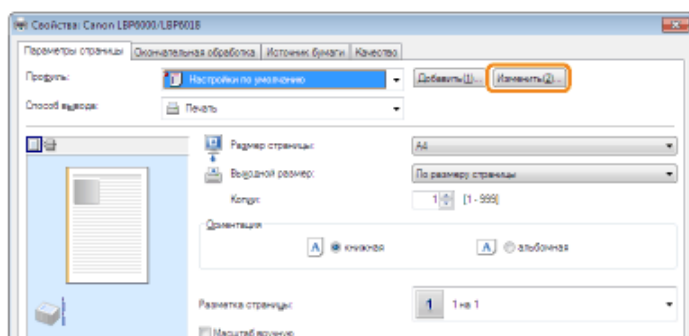 Свойства: Canon LBP6000/LBP6018
Параметры страницы Окончательная обработка Источник бумаги Качество
Профиль: Настройки по умолчанию Добавить(1)... Изменить(2)...
Способ вывода: Печать
Размер страницы: A4
Выходной размер: По размеру страницы
Копии: 1 [1 - 999]
Ориентация
A книжная A альбомная
Разметка страницы: 1 1 на 1
Масштаб вручную